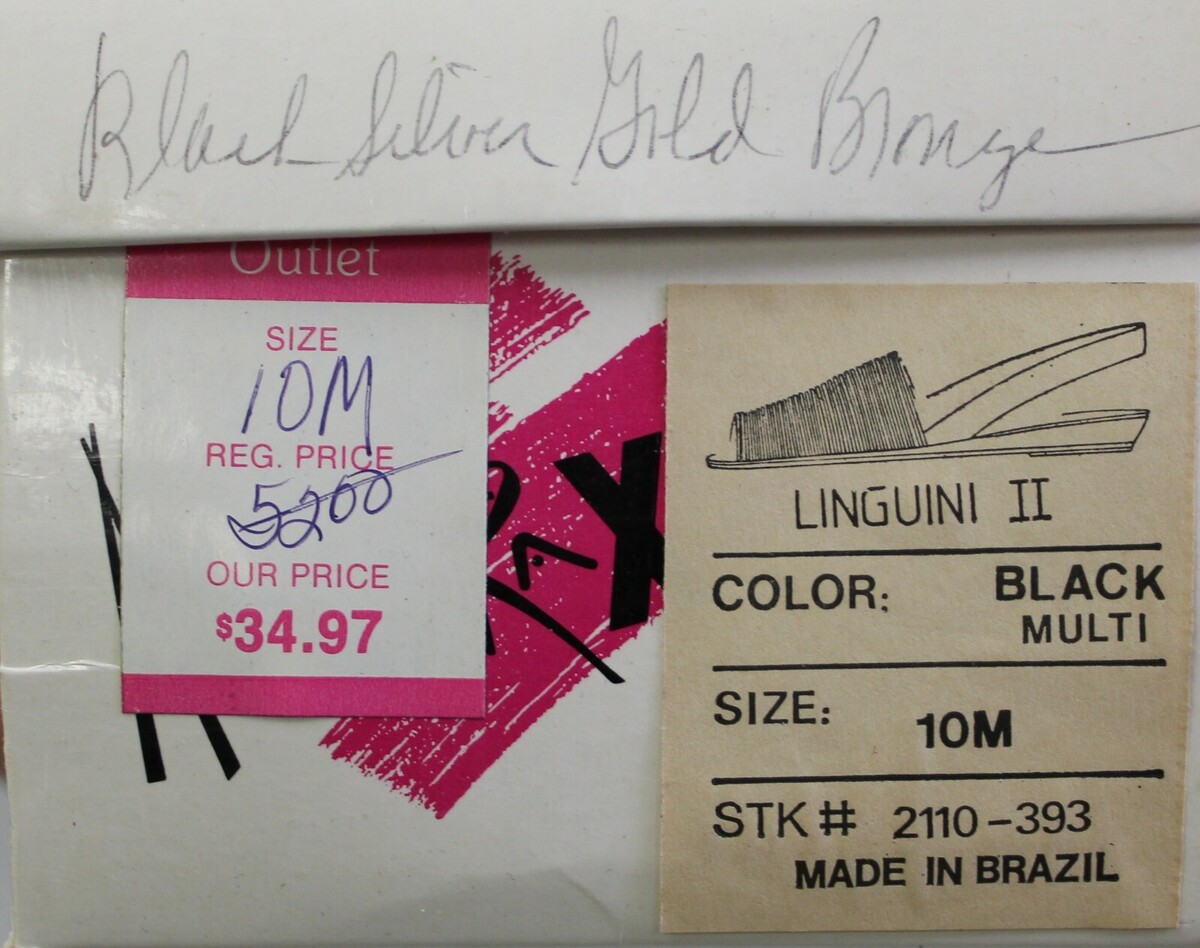 Black Silver Gold Bronze
Outlet
SIZE
10M
REG. PRICE
5200
OUR PRICE
$34.97
LINGUINI II
COLOR: BLACK
MULTI
SIZE: 10M
STK # 2110-393
MADE IN BRAZIL